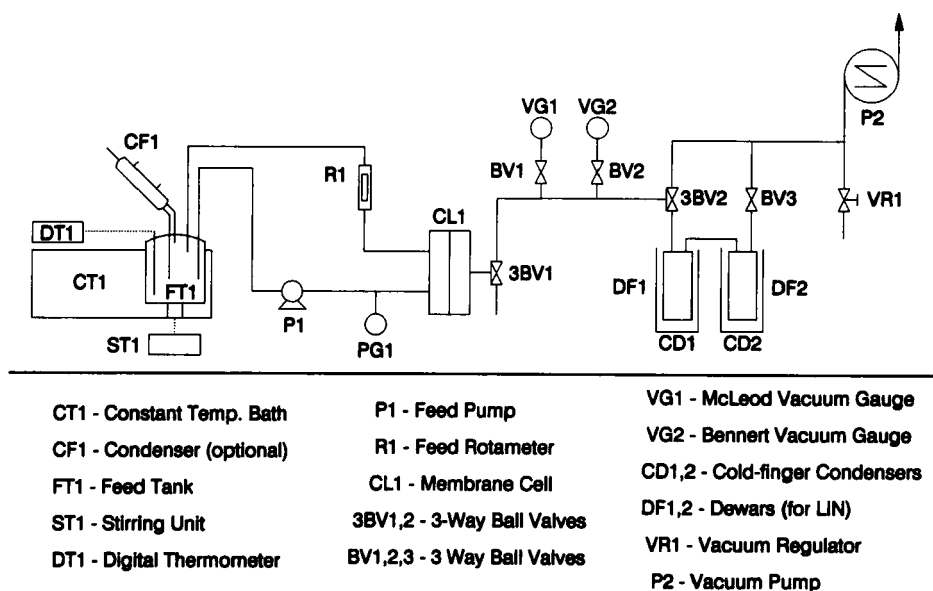 VG1 VG2
P2
CF1
R1
BV1
BV2
3BV2
BV3
VR1
CL1
DT1
CT1
FT1
3BV1
DF1
DF2
P1
ST1
PG1
CD1
CD2
CT1 - Constant Temp. Bath
CF1 - Condenser (optional)
FT1 - Feed Tank
ST1 - Stirring Unit
DT1 - Digital Thermometer
P1 - Feed Pump
R1 - Feed Rotameter
CL1 - Membrane Cell
3BV1,2 - 3-Way Ball Valves
BV1,2,3 - 3 Way Ball Valves
VG1 - McLeod Vacuum Gauge
VG2 - Bennert Vacuum Gauge
CD1,2 - Cold-finger Condensers
DF1,2 - Dewars (for LIN)
VR1 - Vacuum Regulator
P2 - Vacuum Pump